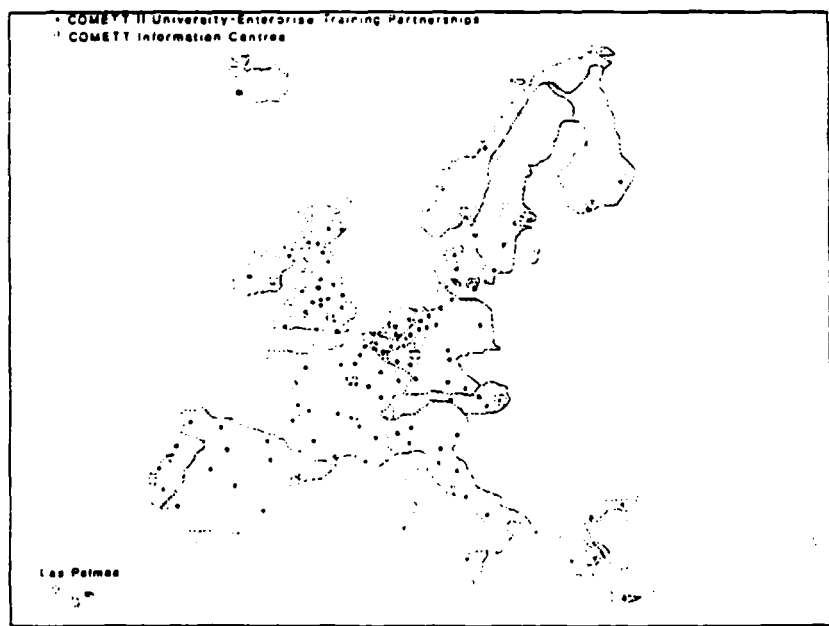 • COMETT II University-Enterprise Training Partnerships
COMETT Information Centres
Las Palmas